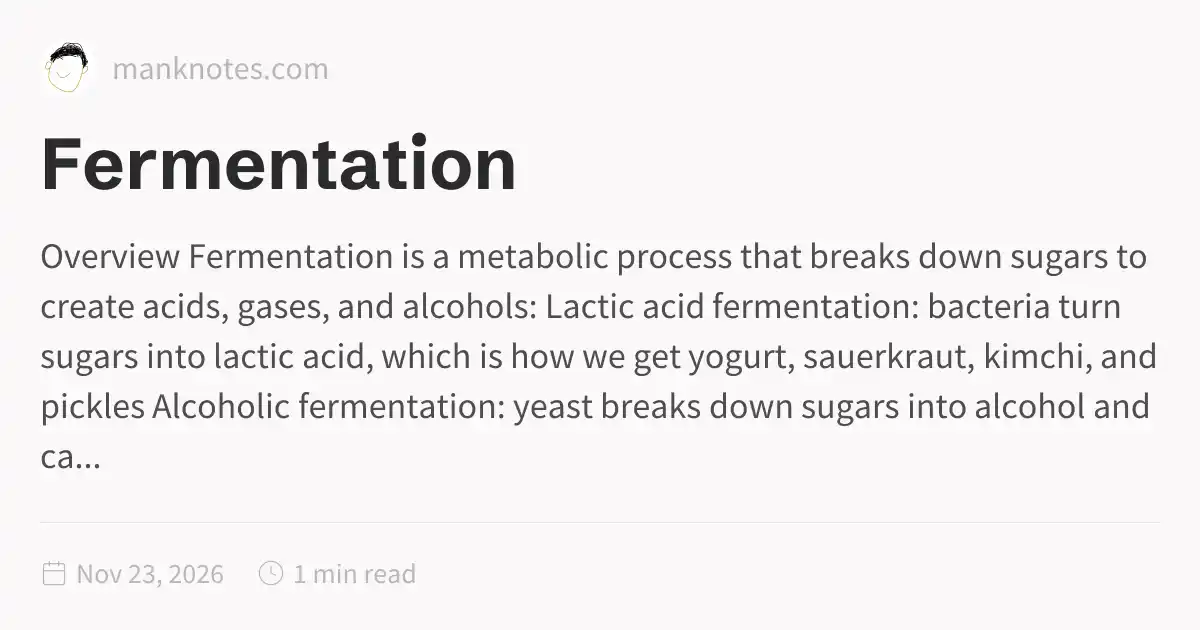 manknotes.com
Fermentation
Overview Fermentation is a metabolic process that breaks down sugars to
create acids, gases, and alcohols: Lactic acid fermentation: bacteria turn
sugars into lactic acid, which is how we get yogurt, sauerkraut, kimchi, and
pickles Alcoholic fermentation: yeast breaks down sugars into alcohol and
ca...
Nov 23, 2026 1 min read